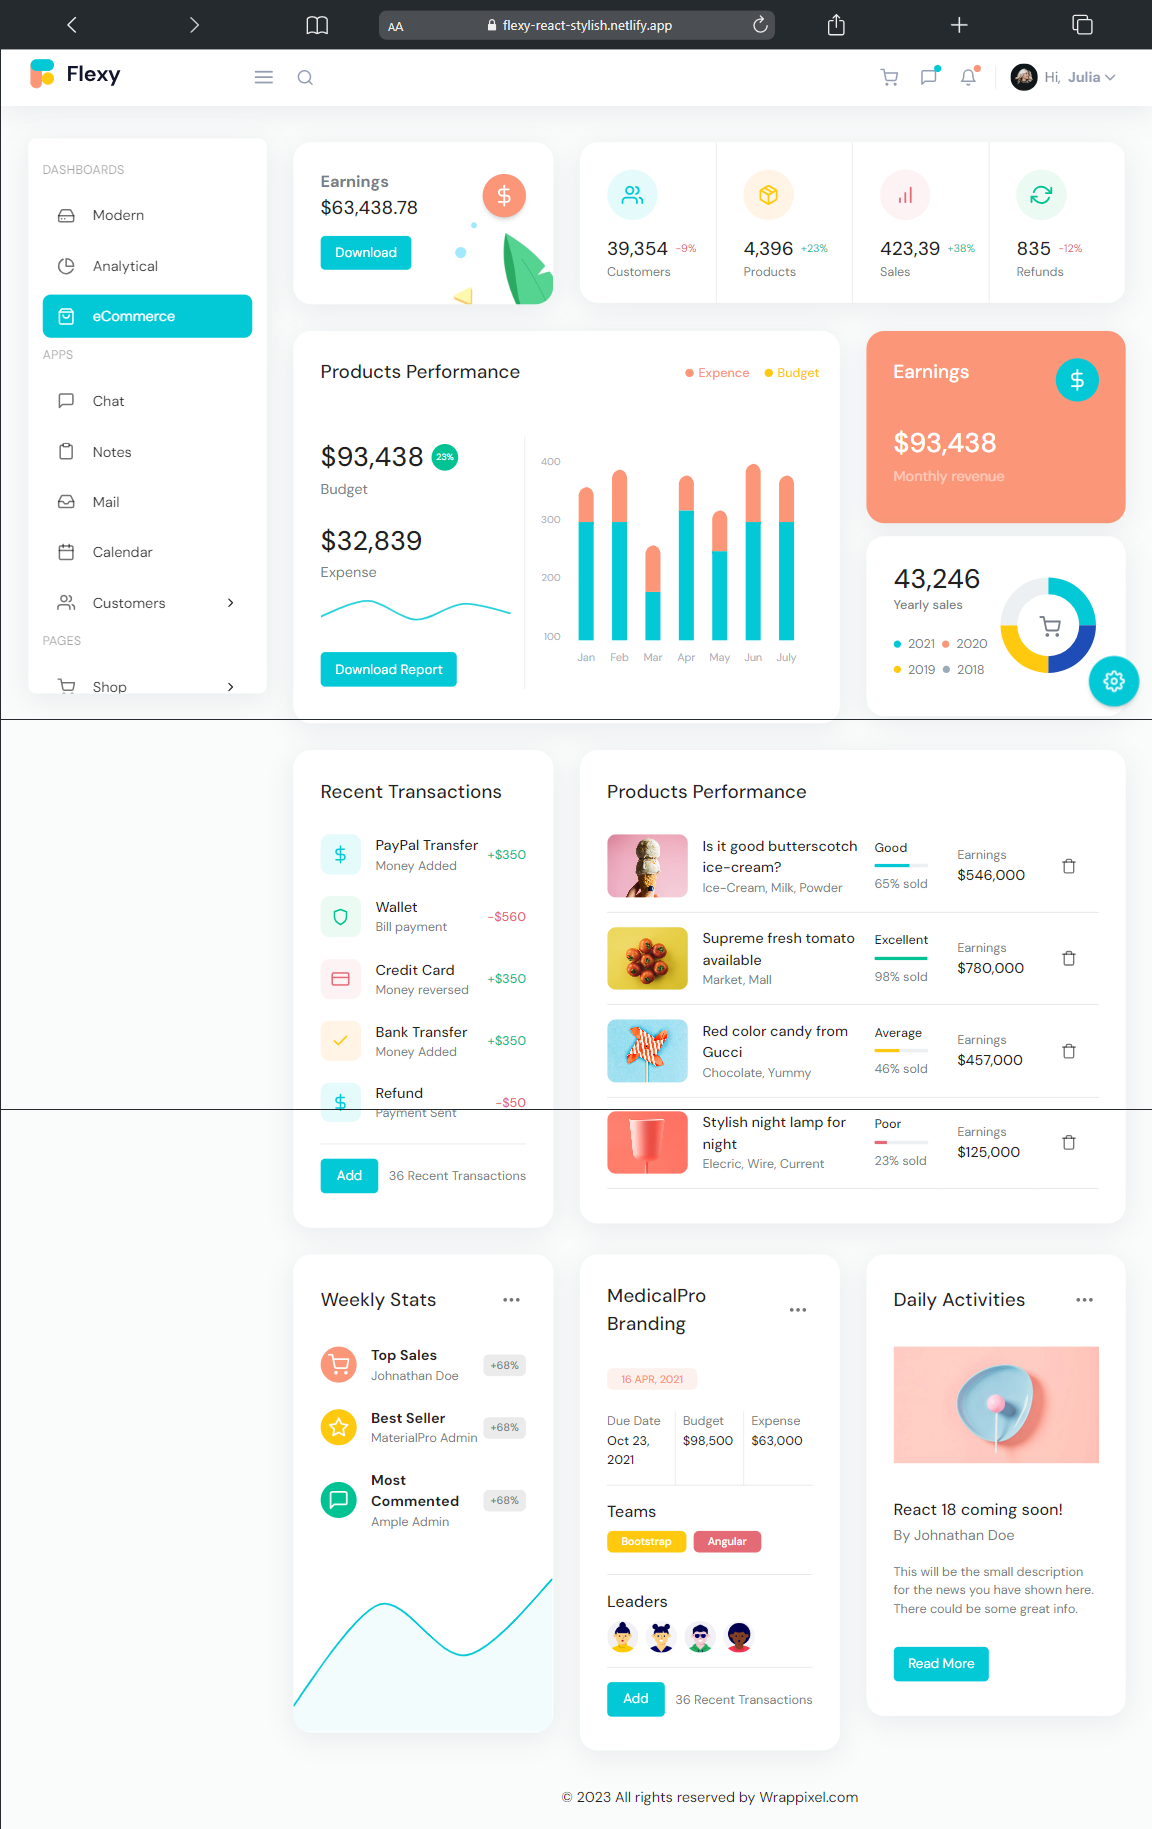 AA
flexy-react-stylish.netlify.app
Flexy
Hi, Julia
DASHBOARDS
Modern
Analytical
eCommerce
APPS
Chat
Notes
Mail
Calendar
Customers
PAGES
Shop
Earnings
$63,438.78
Download
39,354 -9%
Customers
4,396 +23%
Products
423,39 +38%
Sales
835 -12%
Refunds
Products Performance
Expence Budget
$93,438 23%
Budget
$32,839
Expense
Download Report
400
300
200
100
Jan Feb Mar Apr May Jun July
Earnings
$93,438
Monthly revenue
43,246
Yearly sales
2021 2020
2019 2018
Recent Transactions
PayPal Transfer
Money Added
+$350
Wallet
Bill payment
-$560
Credit Card
Money reversed
+$350
Bank Transfer
Money Added
+$350
Refund
Payment Sent
-$50
Add 36 Recent Transactions
Products Performance
Is it good butterscotch
ice-cream?
Ice-Cream, Milk, Powder
Good
65% sold
Earnings
$546,000
Supreme fresh tomato
available
Market, Mall
Excellent
98% sold
Earnings
$780,000
Red color candy from
Gucci
Chocolate, Yummy
Average
46% sold
Earnings
$457,000
Stylish night lamp for
night
Elecric, Wire, Current
Poor
23% sold
Earnings
$125,000
Weekly Stats
Top Sales
Johnathan Doe
+68%
Best Seller
MaterialPro Admin
+68%
Most
Commented
Ample Admin
+68%
MedicalPro
Branding
16 APR, 2021
Due Date
Oct 23,
2021
Budget
$98,500
Expense
$63,000
Teams
Bootstrap Angular
Leaders
Add 36 Recent Transactions
Daily Activities
React 18 coming soon!
By Johnathan Doe
This will be the small description
for the news you have shown here.
There could be some great info.
Read More
© 2023 All rights reserved by Wrappixel.com